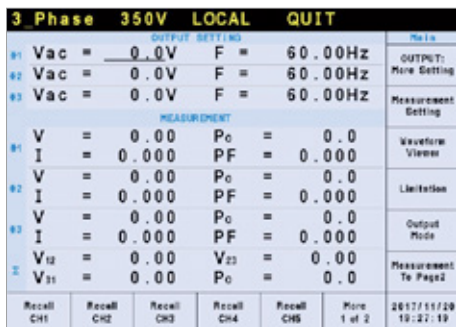 3_Phase 350V LOCAL QUIT
OUTPUT SETTING
Main
ø1 Vac = 0.0V F = 60.00Hz
ø2 Vac = 0.0V F = 60.00Hz
ø3 Vac = 0.0V F = 60.00Hz
OUTPUT:
More Setting
Measurement
Setting
MEASUREMENT
ø1 V = 0.00 Po = 0.0
I = 0.000 PF = 0.000
ø2 V = 0.00 Po = 0.0
I = 0.000 PF = 0.000
ø3 V = 0.00 Po = 0.0
I = 0.000 PF = 0.000
Σ V12 = 0.00 V23 = 0.00
V31 = 0.00 Po = 0.0
Waveform
Viewer
Limitation
Output
Mode
Measurement
To Page2
Recall
CH1
Recall
CH2
Recall
CH3
Recall
CH4
Recall
CH5
More
1 of 2
2017/11/20
19:27:19